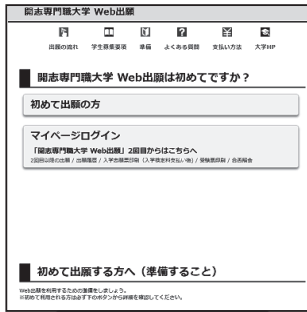 開志専門職大学 Web出願
出願の流れ 学生募集要項 準備 よくある質問 支払い方法 大学HP
開志専門職大学 Web出願は初めてですか？
初めて出願の方
マイページログイン
「開志専門職大学 Web出願」2回目からはこちらへ
2回目以降の出願 / 出願履歴 / 入学志願票印刷（入学検定料支払い後）/ 受験票印刷 / 合否照会
初めて出願する方へ（準備すること）
Web出願を利用するための準備をしましょう。
※初めて利用される方は必ず下のボタンから詳細を確認してください。